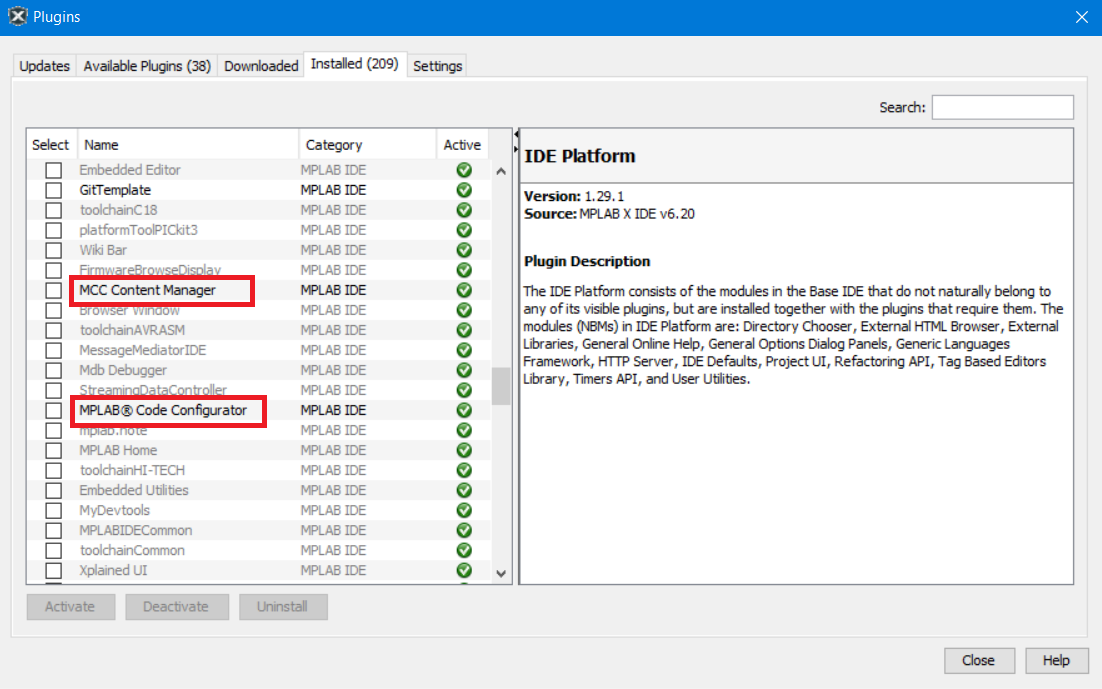 Plugins
Updates Available Plugins (38) Downloaded Installed (209) Settings
Search:
Select Name Category Active
Embedded Editor MPLAB IDE
GitTemplate MPLAB IDE
toolchainC18 MPLAB IDE
platformToolPICkit3 MPLAB IDE
Wiki Bar MPLAB IDE
FirmwareBrowseDisplay MPLAB IDE
MCC Content Manager MPLAB IDE
Browser Window MPLAB IDE
toolchainAVRASM MPLAB IDE
MessageMediatorIDE MPLAB IDE
Mdb Debugger MPLAB IDE
StreamingDataController MPLAB IDE
MPLAB® Code Configurator MPLAB IDE
mplab.note MPLAB IDE
MPLAB Home MPLAB IDE
toolchainHI-TECH MPLAB IDE
Embedded Utilities MPLAB IDE
MyDevtools MPLAB IDE
MPLABIDECommon MPLAB IDE
toolchainCommon MPLAB IDE
Xplained UI MPLAB IDE
IDE Platform
Version: 1.29.1
Source: MPLAB X IDE v6.20
Plugin Description
The IDE Platform consists of the modules in the Base IDE that do not naturally belong to
any of its visible plugins, but are installed together with the plugins that require them. The
modules (NBMs) in IDE Platform are: Directory Chooser, External HTML Browser, External
Libraries, General Online Help, General Options Dialog Panels, Generic Languages
Framework, HTTP Server, IDE Defaults, Project UI, Refactoring API, Tag Based Editors
Library, Timers API, and User Utilities.
Activate Deactivate Uninstall
Close Help